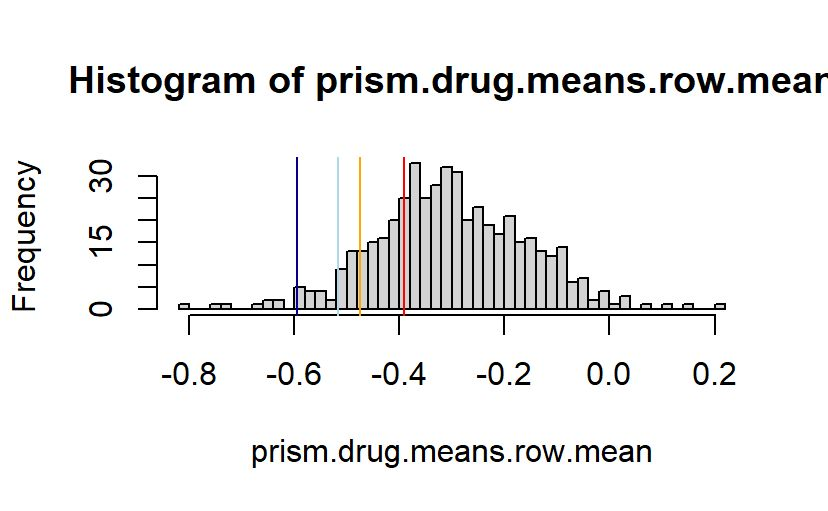 Histogram of prism.drug.means.row.mean
Frequency
30
15
0
-0.8 -0.6 -0.4 -0.2 0.0 0.2
prism.drug.means.row.mean